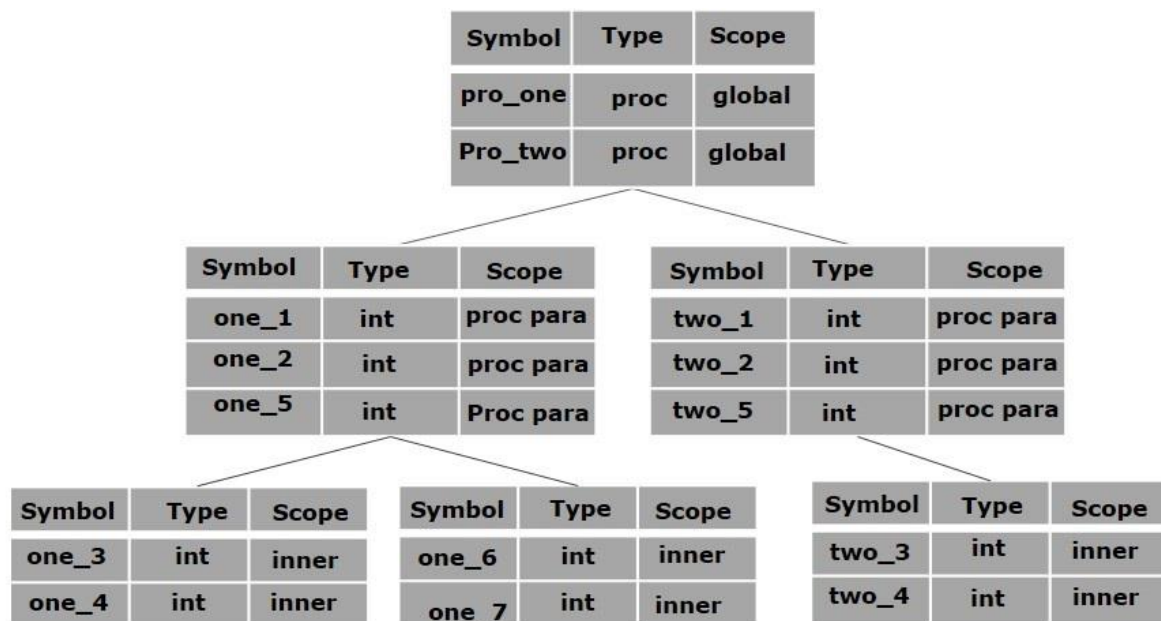 Symbol Type Scope
pro_one proc global
Pro_two proc global
Symbol Type Scope
one_1 int proc para
one_2 int proc para
one_5 int Proc para
Symbol Type Scope
two_1 int proc para
two_2 int proc para
two_5 int proc para
Symbol Type Scope
one_3 int inner
one_4 int inner
Symbol Type Scope
one_6 int inner
one_7 int inner
Symbol Type Scope
two_3 int inner
two_4 int inner